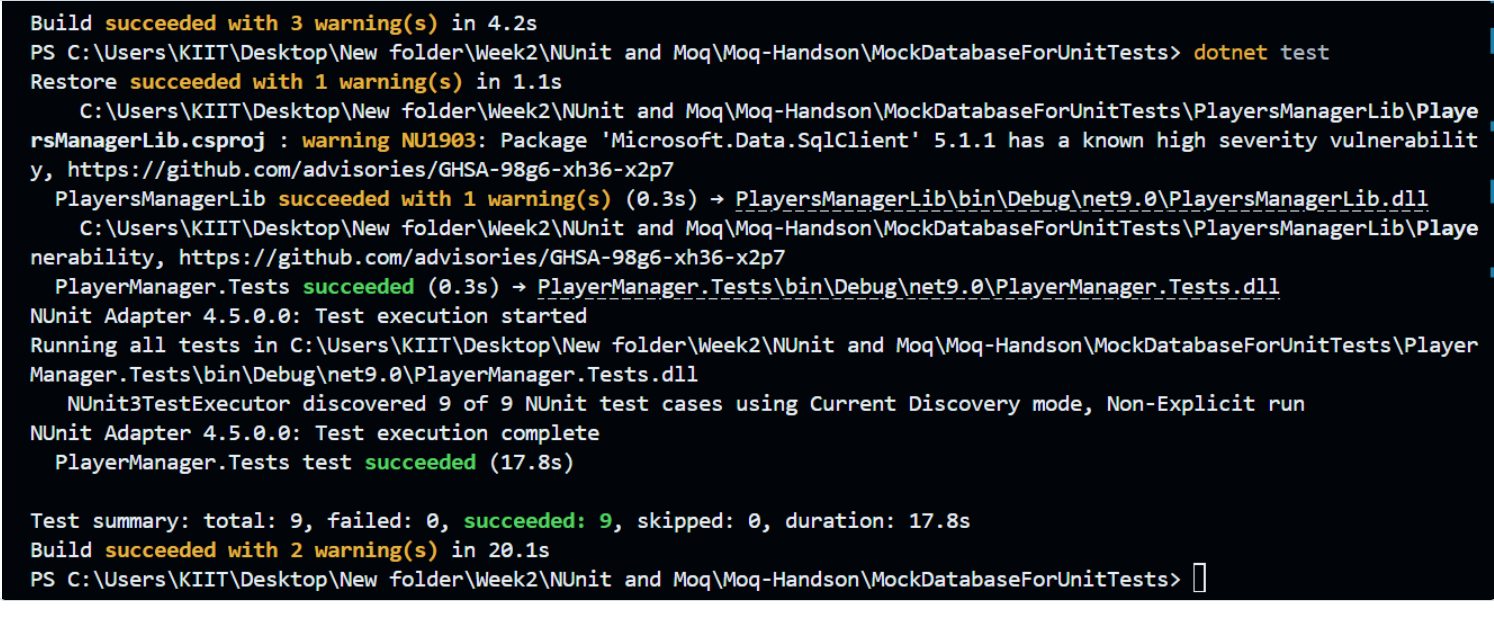 Build succeeded with 3 warning(s) in 4.2s
PS C:\Users\KIIT\Desktop\New folder\Week2\NUnit and Moq\Moq-Handson\MockDatabaseForUnitTests> dotnet test
Restore succeeded with 1 warning(s) in 1.1s
    C:\Users\KIIT\Desktop\New folder\Week2\NUnit and Moq\Moq-Handson\MockDatabaseForUnitTests\PlayersManagerLib\Playe
rsManagerLib.csproj : warning NU1903: Package 'Microsoft.Data.SqlClient' 5.1.1 has a known high severity vulnerabilit
y, https://github.com/advisories/GHSA-98g6-xh36-x2p7
  PlayersManagerLib succeeded with 1 warning(s) (0.3s) → PlayersManagerLib\bin\Debug\net9.0\PlayersManagerLib.dll
    C:\Users\KIIT\Desktop\New folder\Week2\NUnit and Moq\Moq-Handson\MockDatabaseForUnitTests\PlayersManagerLib\Playe
nerability, https://github.com/advisories/GHSA-98g6-xh36-x2p7
  PlayerManager.Tests succeeded (0.3s) → PlayerManager.Tests\bin\Debug\net9.0\PlayerManager.Tests.dll
NUnit Adapter 4.5.0.0: Test execution started
Running all tests in C:\Users\KIIT\Desktop\New folder\Week2\NUnit and Moq\Moq-Handson\MockDatabaseForUnitTests\Player
Manager.Tests\bin\Debug\net9.0\PlayerManager.Tests.dll
   NUnit3TestExecutor discovered 9 of 9 NUnit test cases using Current Discovery mode, Non-Explicit run
NUnit Adapter 4.5.0.0: Test execution complete
  PlayerManager.Tests test succeeded (17.8s)
Test summary: total: 9, failed: 0, succeeded: 9, skipped: 0, duration: 17.8s
Build succeeded with 2 warning(s) in 20.1s
PS C:\Users\KIIT\Desktop\New folder\Week2\NUnit and Moq\Moq-Handson\MockDatabaseForUnitTests>